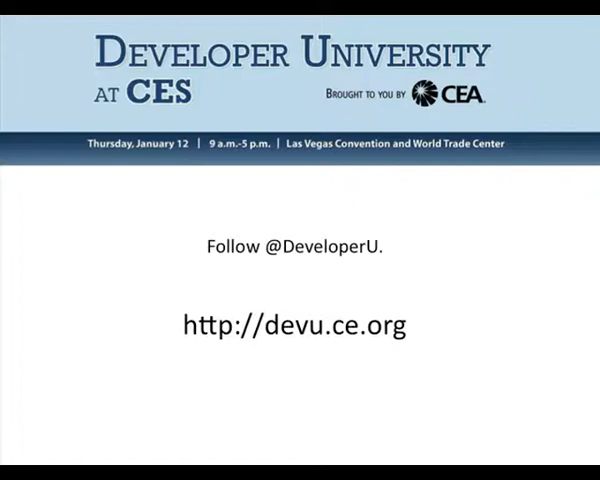 DEVELOPER UNIVERSITY
AT CES
BROUGHT TO YOU BY CEA
Thursday, January 12 | 9 a.m.-5 p.m. | Las Vegas Convention and World Trade Center
Follow @DeveloperU.
http://devu.ce.org